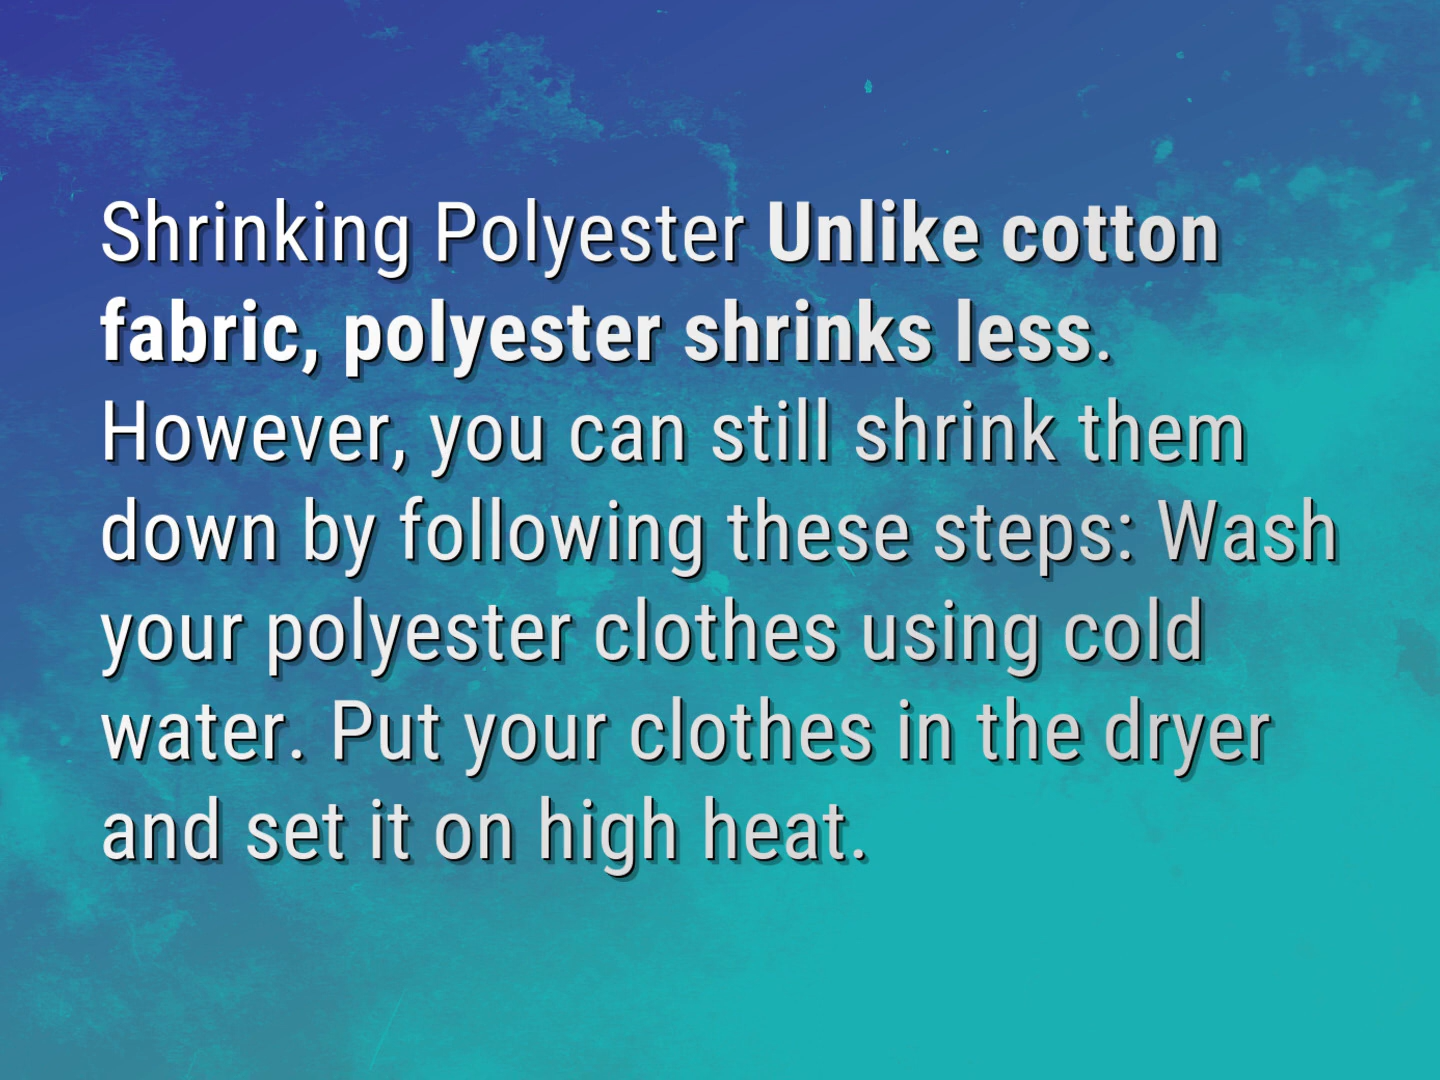 Shrinking Polyester Unlike cotton
fabric, polyester shrinks less.
However, you can still shrink them
down by following these steps: Wash
your polyester clothes using cold
water. Put your clothes in the dryer
and set it on high heat.